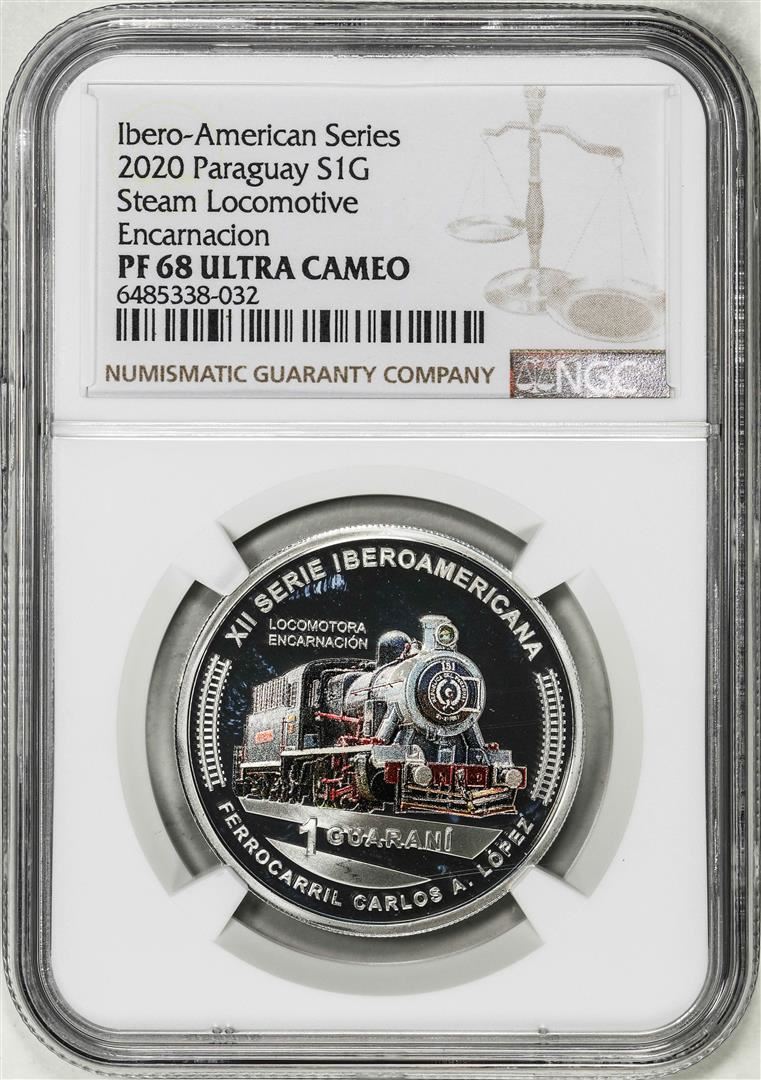 Ibero-American Series
2020 Paraguay S1G
Steam Locomotive
Encarnacion
PF 68 ULTRA CAMEO
6485338-032
NUMISMATIC GUARANTY COMPANY
NGC
XII SERIE IBEROAMERICANA
LOCOMOTORA
ENCARNACIÓN
151
1 GUARANÍ
FERROCARRIL CARLOS A. LÓPEZ